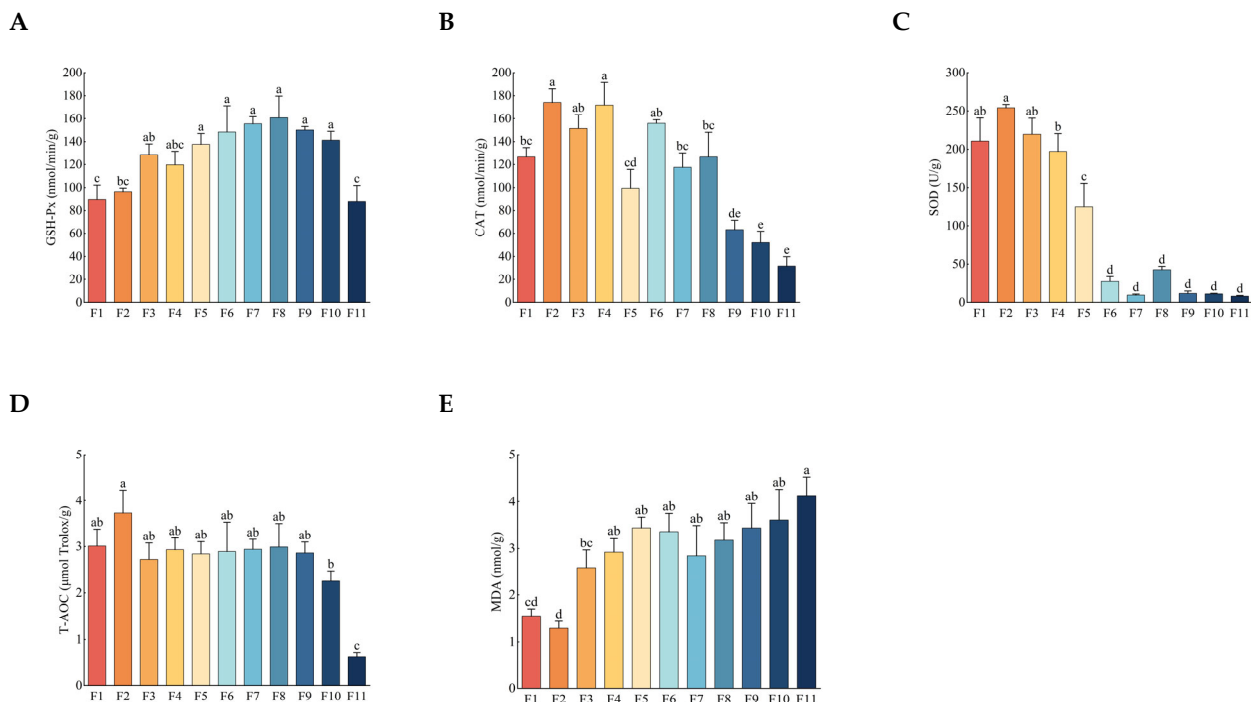 A
B
C
GSH-Px (nmol/min/g)
200
180
160
140
120
100
80
60
40
20
0
c
bc
ab
abc
a
a
a
a
a
a
c
F1 F2 F3 F4 F5 F6 F7 F8 F9 F10 F11
CAT (nmol/min/g)
200
180
160
140
120
100
80
60
40
20
0
bc
a
ab
a
cd
ab
bc
bc
de
e
e
F1 F2 F3 F4 F5 F6 F7 F8 F9 F10 F11
SOD (U/g)
300
250
200
150
100
50
0
ab
a
ab
b
c
d
d
d
d
d
d
F1 F2 F3 F4 F5 F6 F7 F8 F9 F10 F11
D
E
T-AOC (μmol Trolox/g)
5
4
3
2
1
0
ab
a
ab
ab
ab
ab
ab
ab
ab
b
c
F1 F2 F3 F4 F5 F6 F7 F8 F9 F10 F11
MDA (nmol/g)
5
4
3
2
1
0
cd
d
bc
ab
ab
ab
ab
ab
ab
ab
a
F1 F2 F3 F4 F5 F6 F7 F8 F9 F10 F11